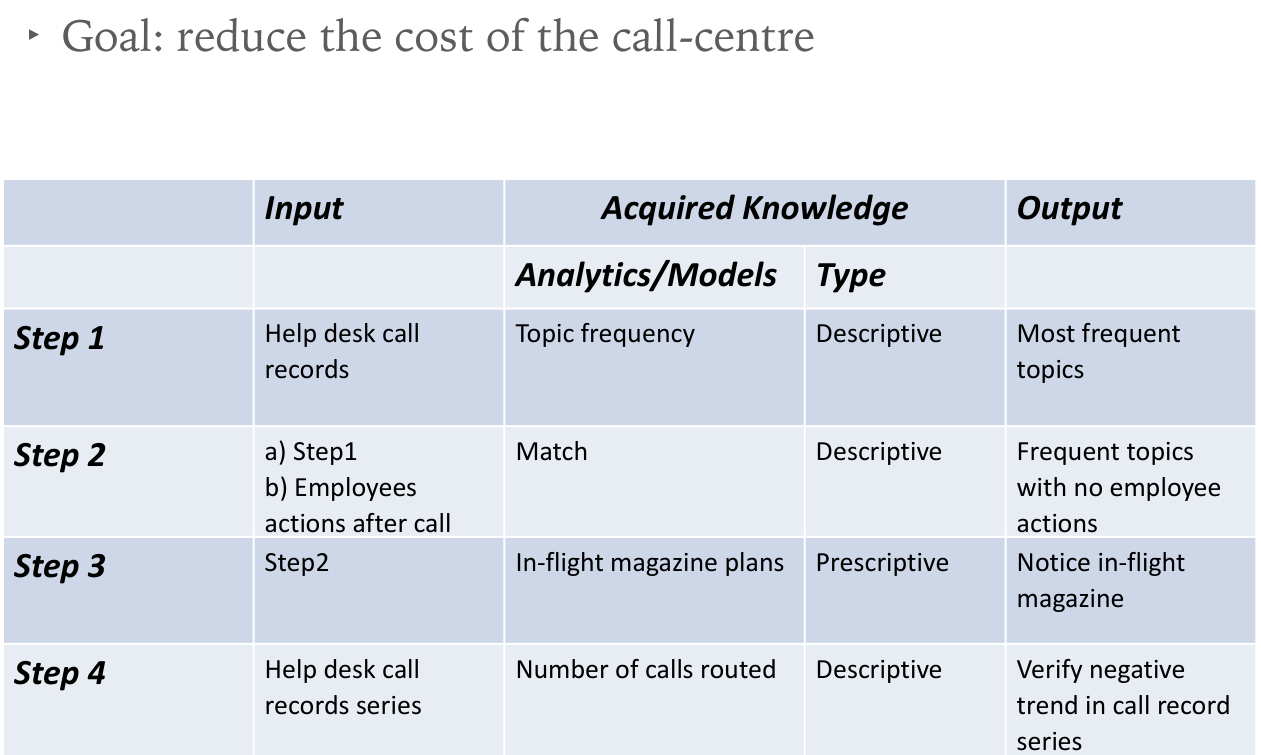 ‣ Goal: reduce the cost of the call-centre
Input Acquired Knowledge Output
Analytics/Models Type
Step 1 Help desk call Topic frequency Descriptive Most frequent
records topics
Step 2 a) Step1 Match Descriptive Frequent topics
b) Employees with no employee
actions after call actions
Step 3 Step2 In-flight magazine plans Prescriptive Notice in-flight
magazine
Step 4 Help desk call Number of calls routed Descriptive Verify negative
records series trend in call record
series